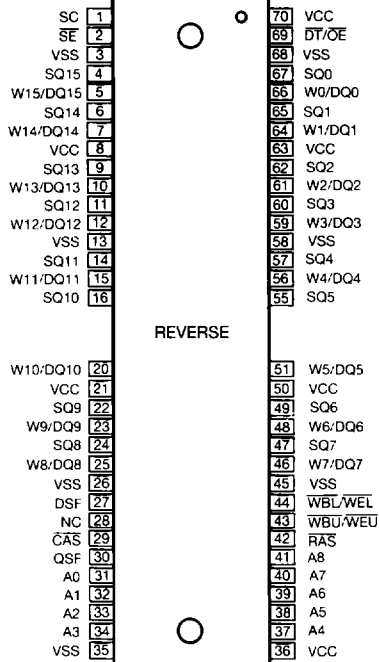 SC 1 70 VCC
SE 2 69 DT/OE
VSS 3 68 VSS
SQ15 4 67 SQ0
W15/DQ15 5 66 W0/DQ0
SQ14 6 65 SQ1
W14/DQ14 7 64 W1/DQ1
VCC 8 63 VCC
SQ13 9 62 SQ2
W13/DQ13 10 61 W2/DQ2
SQ12 11 60 SQ3
W12/DQ12 12 59 W3/DQ3
VSS 13 58 VSS
SQ11 14 57 SQ4
W11/DQ11 15 56 W4/DQ4
SQ10 16 55 SQ5
REVERSE
W10/DQ10 20 51 W5/DQ5
VCC 21 50 VCC
SQ9 22 49 SQ6
W9/DQ9 23 48 W6/DQ6
SQ8 24 47 SQ7
W8/DQ8 25 46 W7/DQ7
VSS 26 45 VSS
DSF 27 44 WBL/WEL
NC 28 43 WBU/WEU
CAS 29 42 RAS
QSF 30 41 A8
A0 31 40 A7
A1 32 39 A6
A2 33 38 A5
A3 34 37 A4
VSS 35 36 VCC